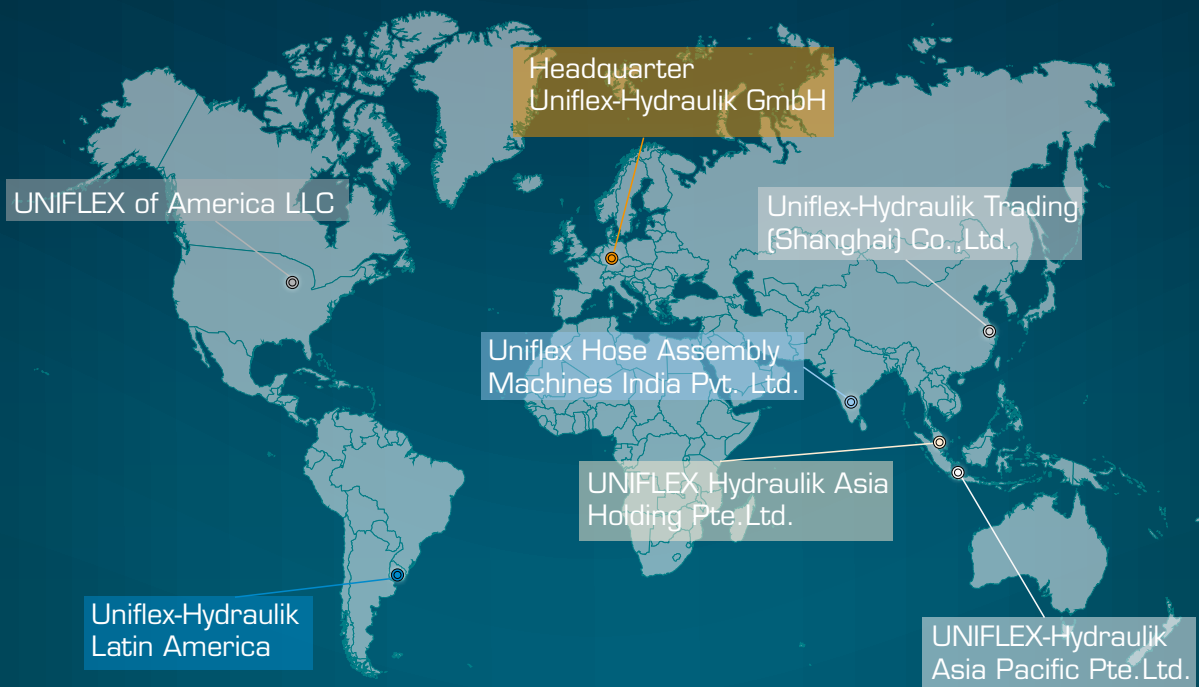 Headquarter
Uniflex-Hydraulik GmbH
UNIFLEX of America LLC
Uniflex-Hydraulik Trading
(Shanghai) Co.,Ltd.
Uniflex Hose Assembly
Machines India Pvt. Ltd.
UNIFLEX Hydraulik Asia
Holding Pte.Ltd.
Uniflex-Hydraulik
Latin America
UNIFLEX-Hydraulik
Asia Pacific Pte.Ltd.